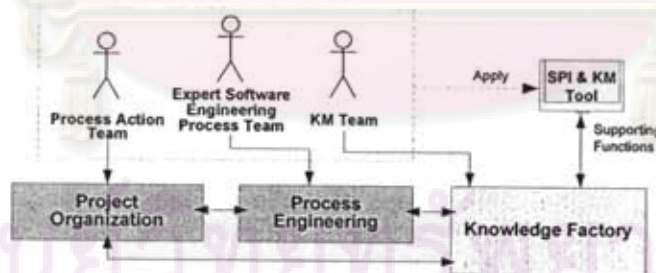 Process Action
Team
Expert Software
Engineering
Process Team
KM Team
Apply
SPI & KM
Tool
Supporting
Functions
Project
Organization
Process
Engineering
Knowledge Factory